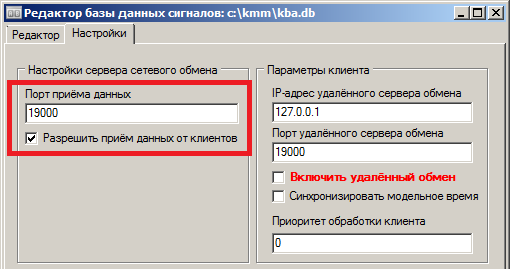 Редактор базы данных сигналов: c:\kmm\kba.db
Редактор
Настройки
Настройки сервера сетевого обмена
Порт приёма данных
19000
Разрешить приём данных от клиентов
Параметры клиента
IP-адрес удалённого сервера обмена
127.0.0.1
Порт удалённого сервера обмена
19000
Включить удалённый обмен
Синхронизировать модельное время
Приоритет обработки клиента
0